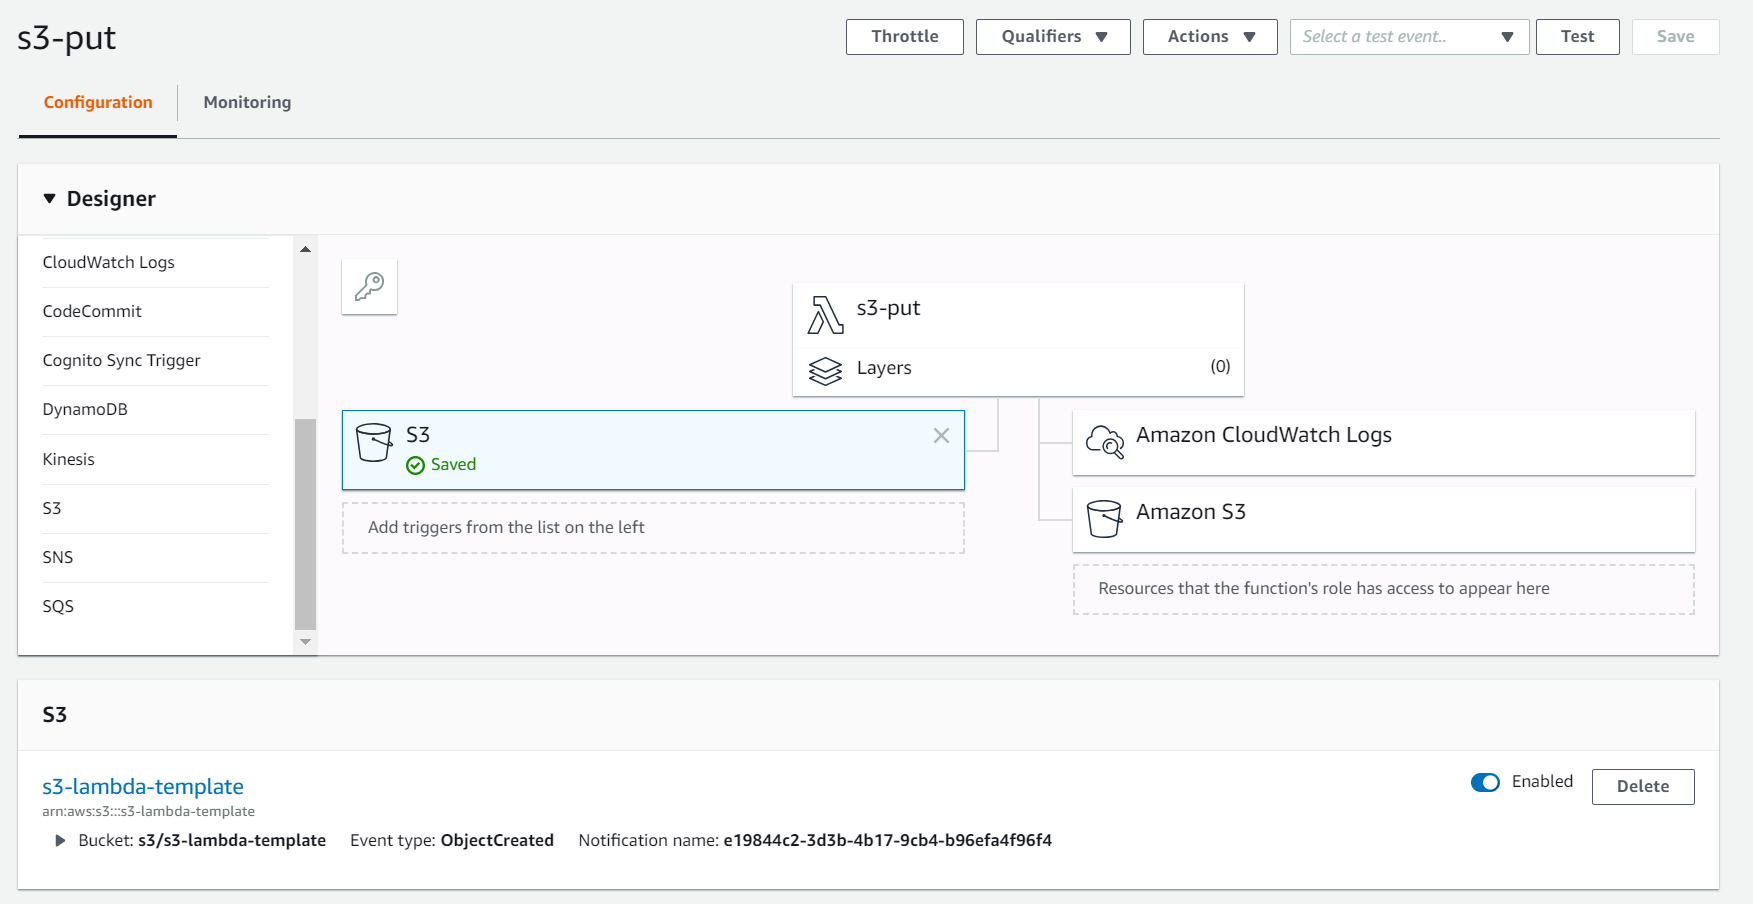 s3-put
Throttle
Qualifiers
Actions
Select a test event..
Test
Save
Configuration
Monitoring
Designer
CloudWatch Logs
CodeCommit
Cognito Sync Trigger
DynamoDB
Kinesis
S3
SNS
SQS
s3-put
Layers (0)
S3
Saved
Add triggers from the list on the left
Amazon CloudWatch Logs
Amazon S3
Resources that the function's role has access to appear here
S3
s3-lambda-template
Enabled
Delete
arn:aws:s3:::s3-lambda-template
Bucket: s3/s3-lambda-template Event type: ObjectCreated Notification name: e19844c2-3d3b-4b17-9cb4-b96efa4f96f4